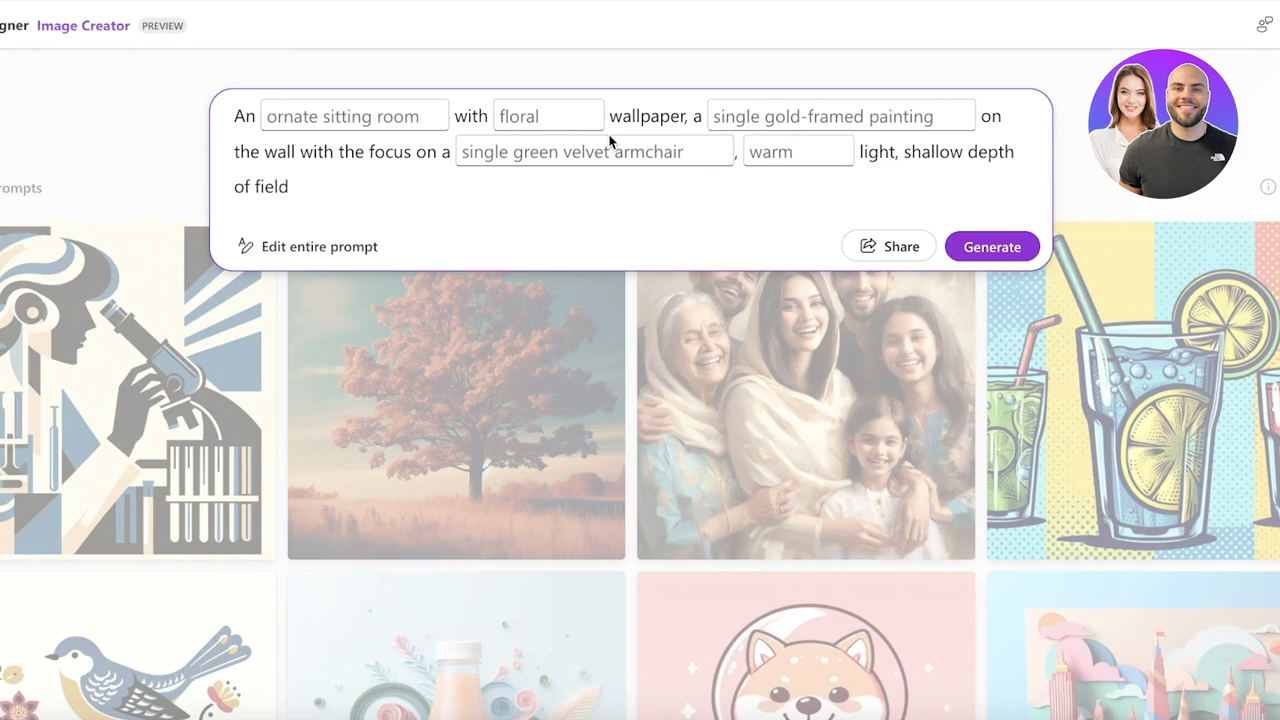 gner Image Creator PREVIEW
An ornate sitting room with floral wallpaper, a single gold-framed painting on
the wall with the focus on a single green velvet armchair , warm light, shallow depth
of field
rompts
Edit entire prompt Share Generate